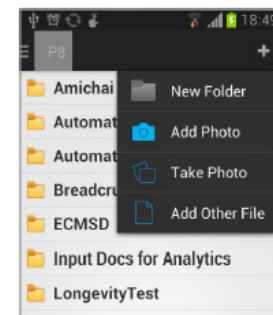 18:49
P8
+
Amichai
New Folder
Automat
Add Photo
Automat
Take Photo
Breadcru
Add Other File
ECMSD
Input Docs for Analytics
LongevityTest